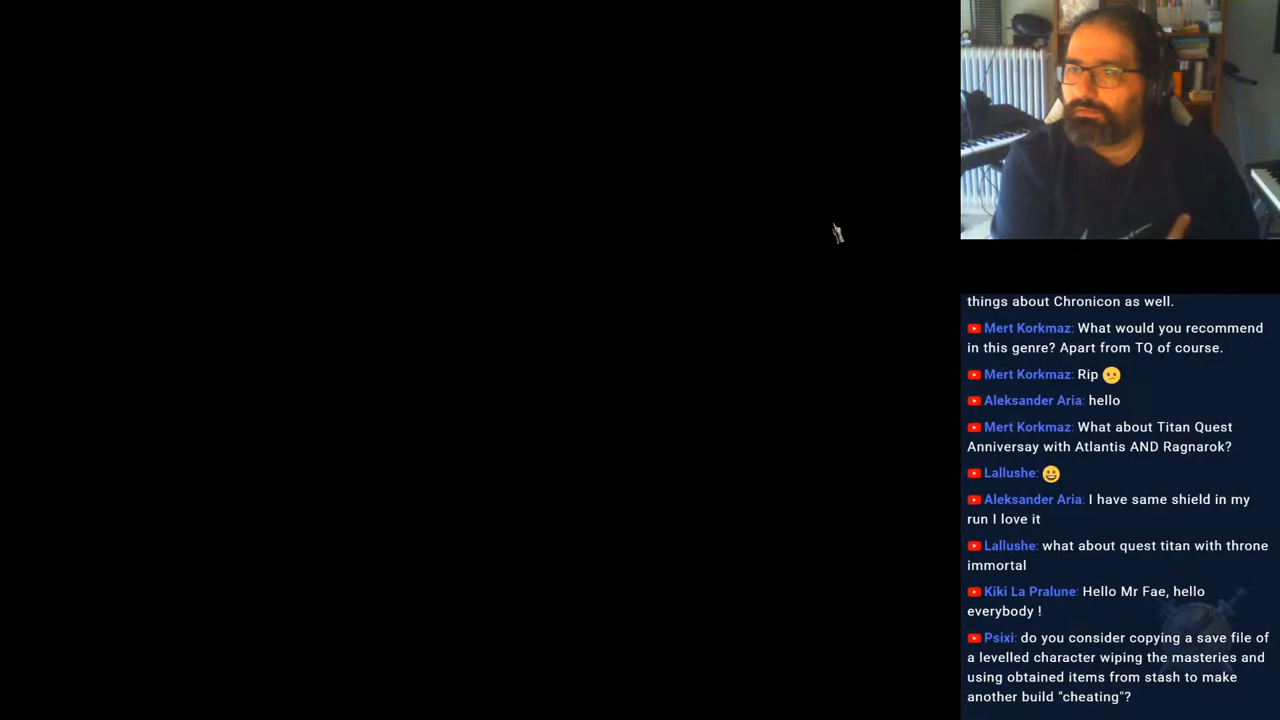 things about Chronicon as well.
Mert Korkmaz: What would you recommend
in this genre? Apart from TQ of course.
Mert Korkmaz: Rip
Aleksander Aria: hello
Mert Korkmaz: What about Titan Quest
Anniversay with Atlantis AND Ragnarok?
Lallushe:
Aleksander Aria: I have same shield in my
run I love it
Lallushe: what about quest titan with throne
immortal
Kiki La Pralune: Hello Mr Fae, hello
everybody !
Psixi: do you consider copying a save file of
a levelled character wiping the masteries and
using obtained items from stash to make
another build "cheating"?